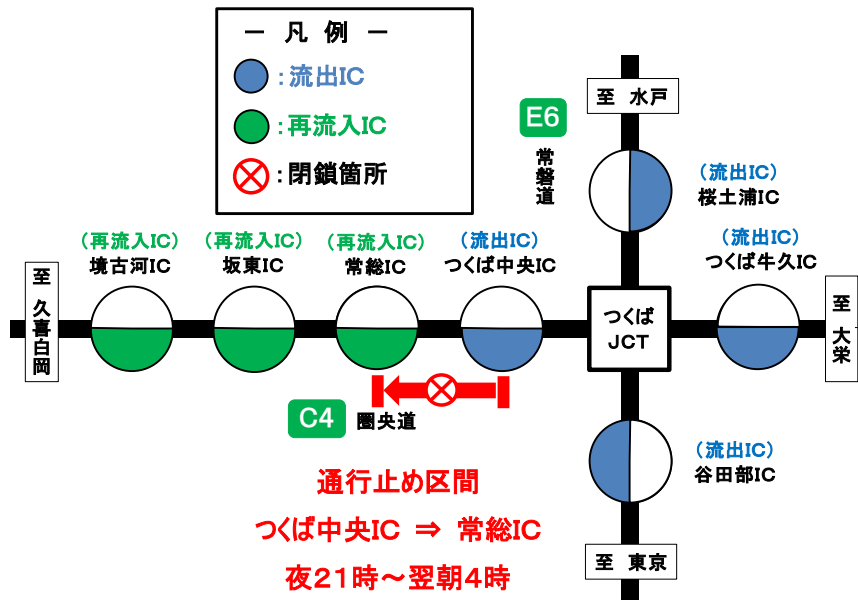 － 凡 例 －
：流出IC
：再流入IC
：閉鎖箇所
E6
常磐道
至 水戸
（流出IC）
桜土浦IC
（再流入IC）
境古河IC
（再流入IC）
坂東IC
（再流入IC）
常総IC
（流出IC）
つくば中央IC
（流出IC）
つくば牛久IC
至 久喜白岡
つくば
JCT
至 大栄
C4
圏央道
（流出IC）
谷田部IC
通行止め区間
つくば中央IC ⇒ 常総IC
夜２１時～翌朝４時
至 東京